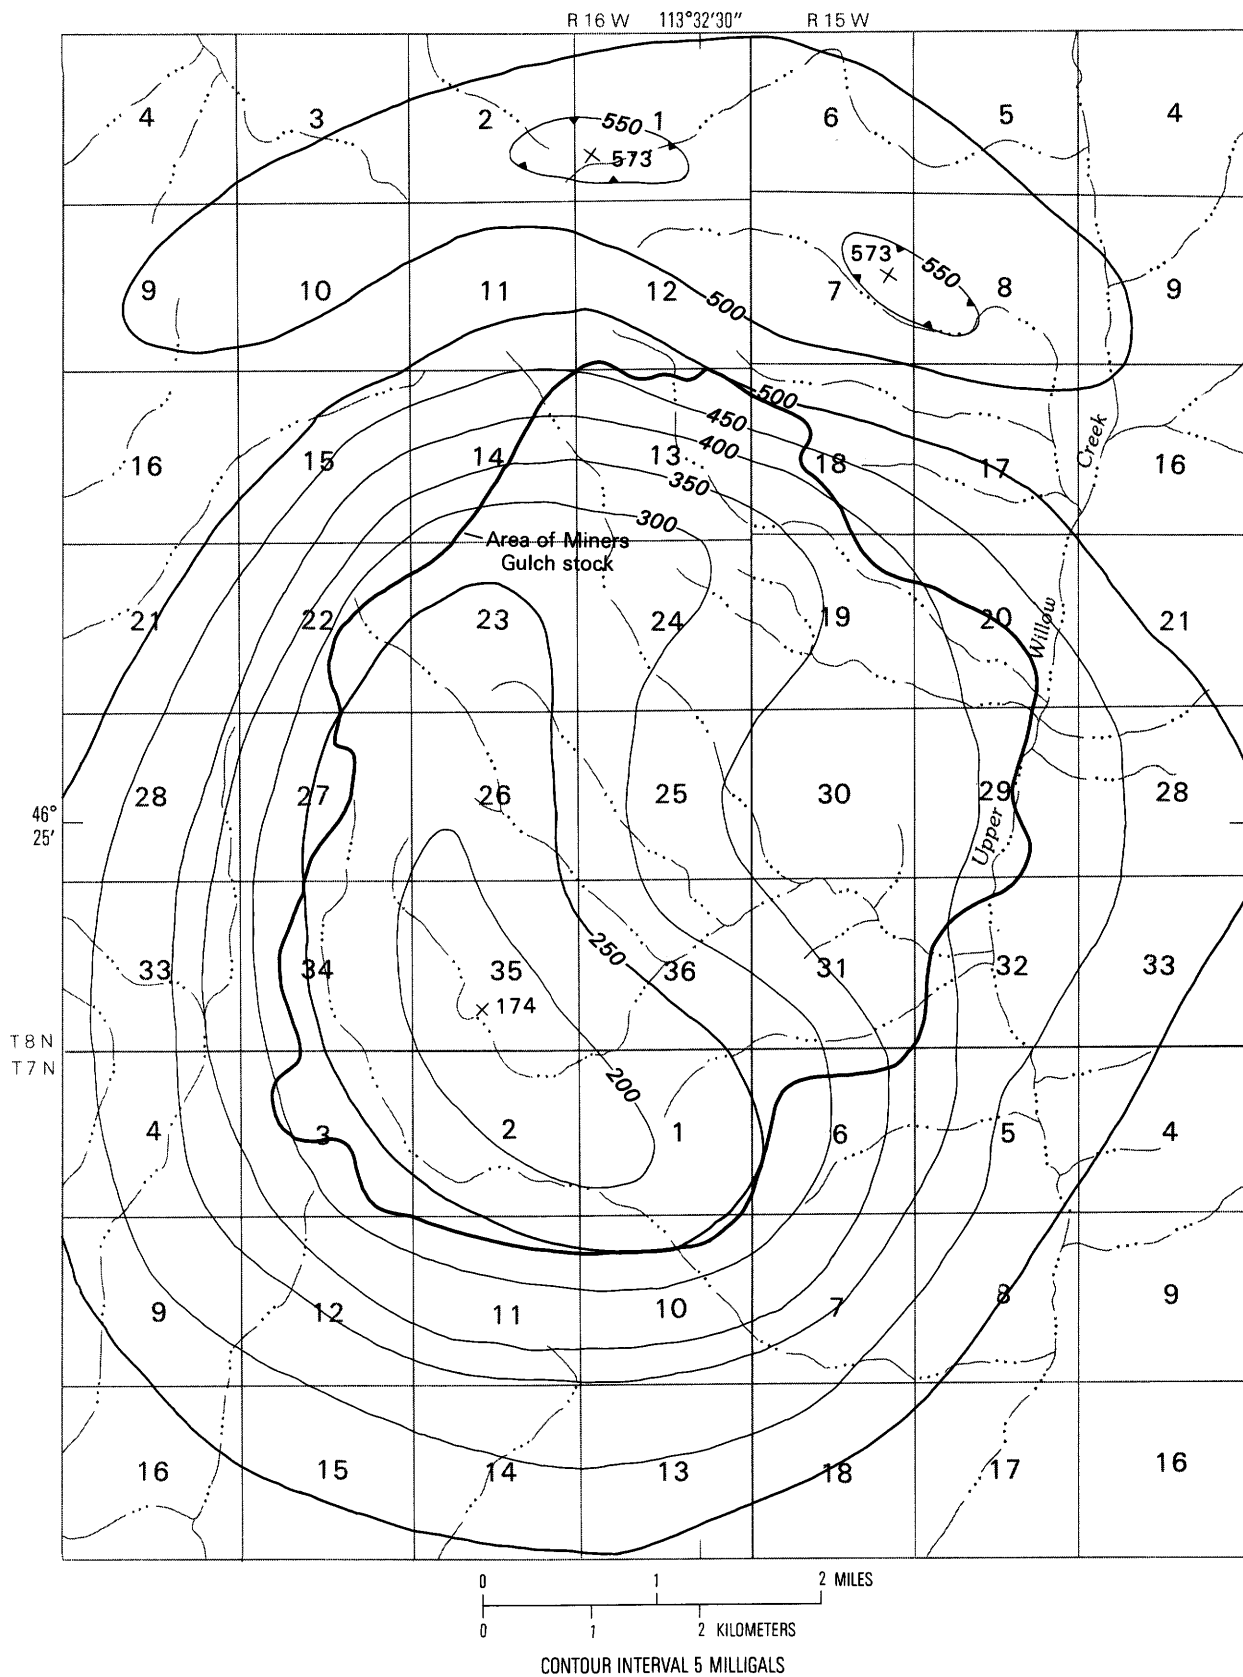 R 16 W 113°32'30" R 15 W
4 3 2 550 1 6 5 4
573
9 10 11 12 7 573 550 8 9
500
500
450
400
16 15 14 13 18 17 Creek 16
350
300
Area of Miners
Gulch stock
21 22 23 24 19 20 Willow 21
28 27 26 25 30 29 28
46°
25'
Upper
250
33 34 35 36 31 32 33
174
T 8 N
T 7 N
200
4 3 2 1 6 5 4
9 12 11 10 7 8 9
16 15 14 13 18 17 16
0 1 2 MILES
0 1 2 KILOMETERS
CONTOUR INTERVAL 5 MILLIGALS